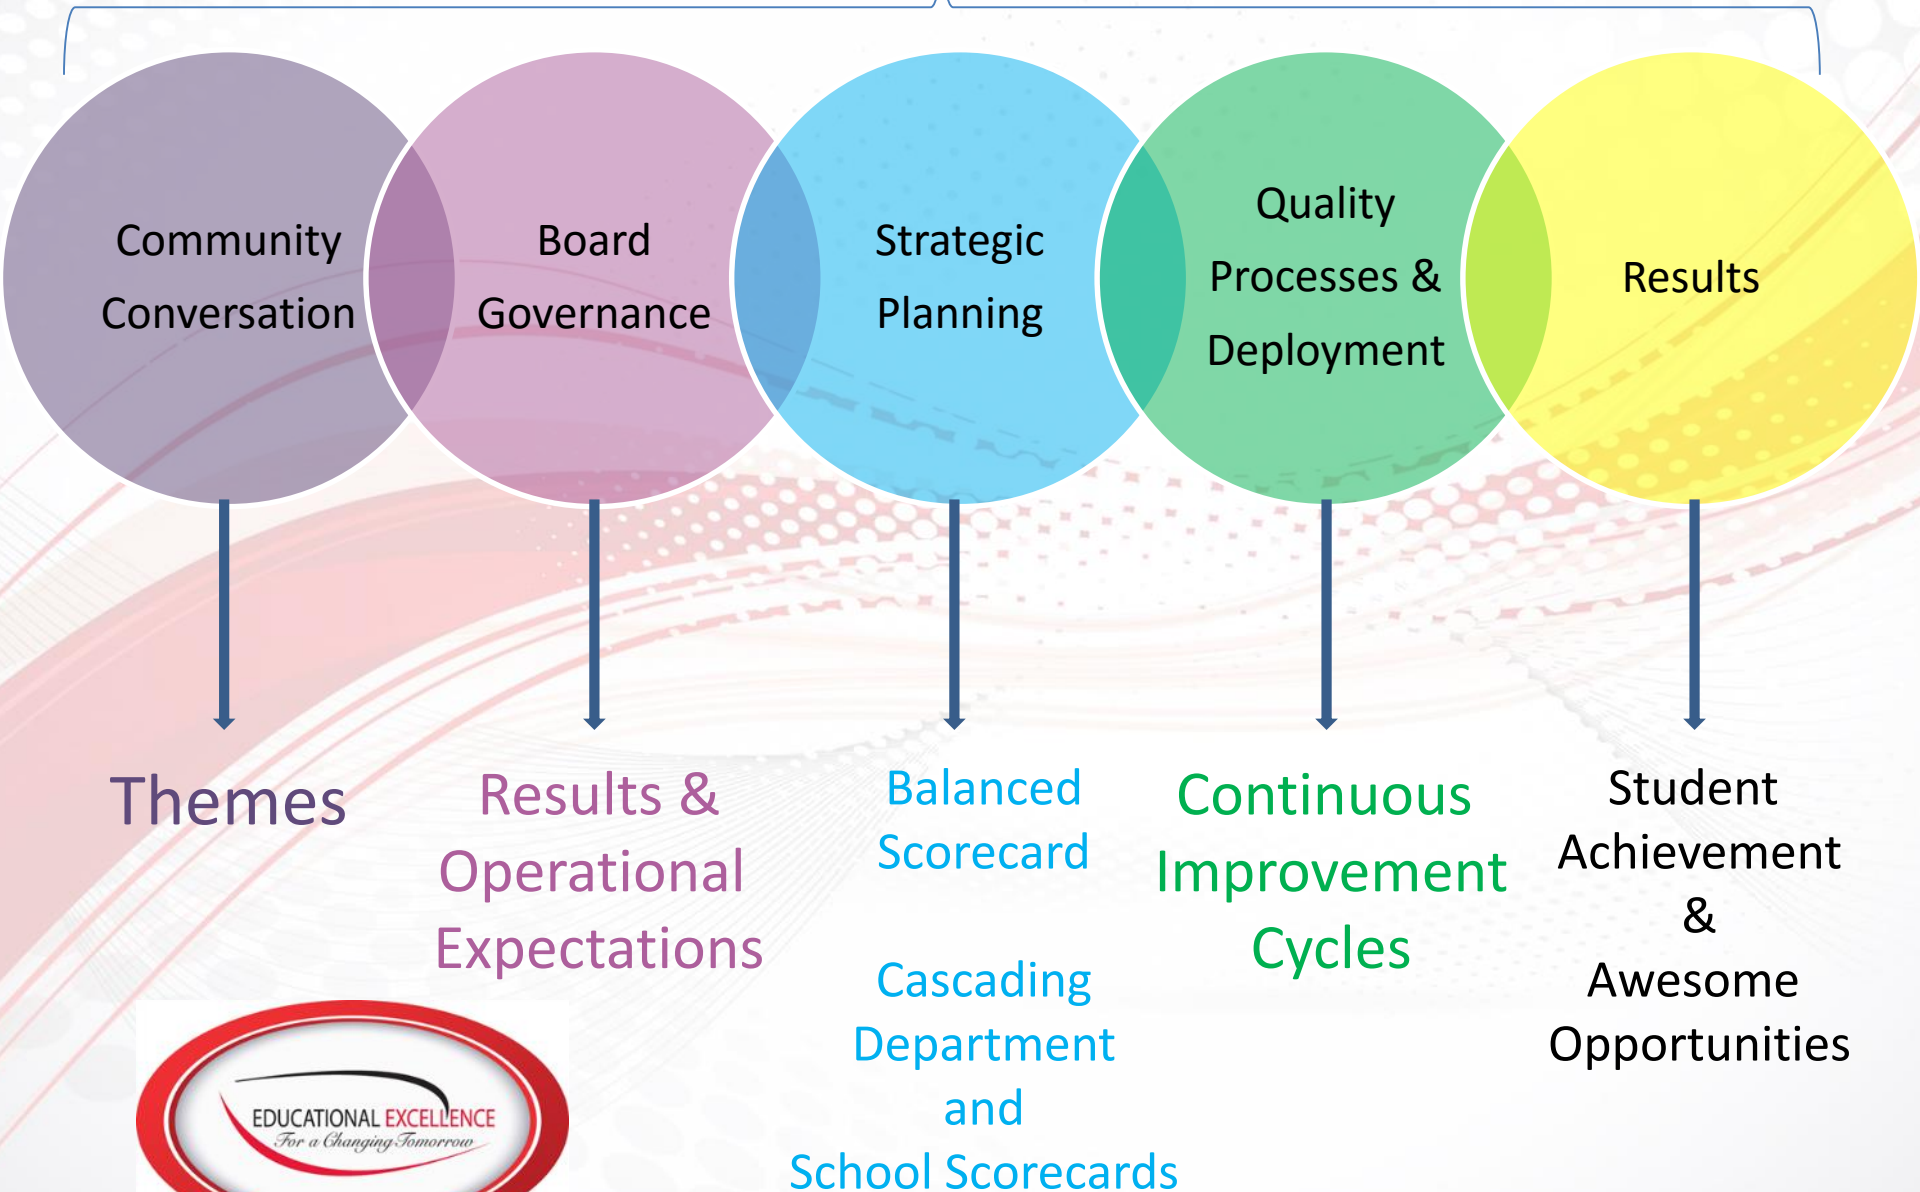 Community
Conversation
Board
Governance
Strategic
Planning
Quality
Processes &
Deployment
Results
Themes
Results &
Operational
Expectations
Balanced
Scorecard
Cascading
Department
and
School Scorecards
Continuous
Improvement
Cycles
Student
Achievement
&
Awesome
Opportunities
EDUCATIONAL EXCELLENCE
For a Changing Tomorrow